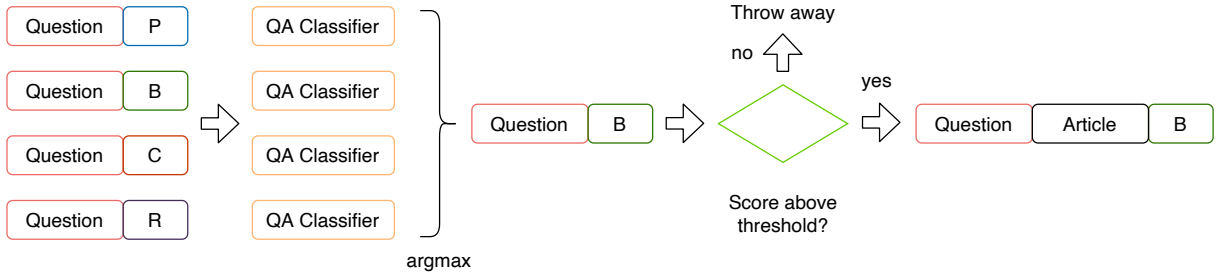 Question P QA Classifier
Question B QA Classifier
Question C QA Classifier
Question R QA Classifier
argmax
Question B
Throw away
no
Score above
threshold?
yes
Question Article B